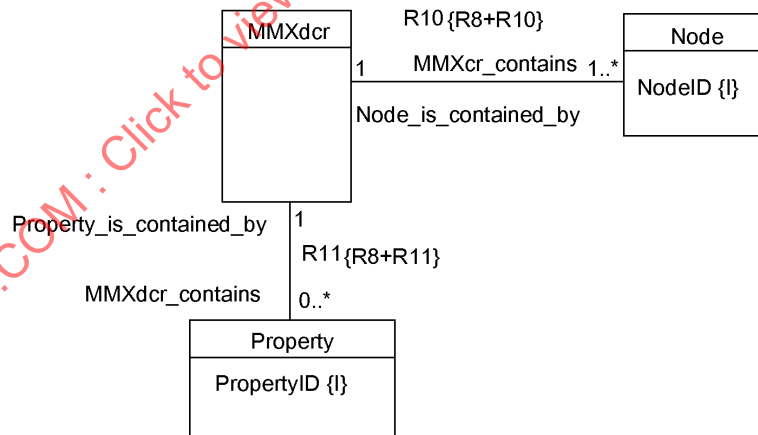 R10{R8+R10}
MMXdcr
Node
1
MMXcr_contains
1..*
NodeID {I}
Node_is_contained_by
Property_is_contained_by
1
R11{R8+R11}
MMXdcr_contains
0..*
Property
PropertyID {I}
.COM : Click to view